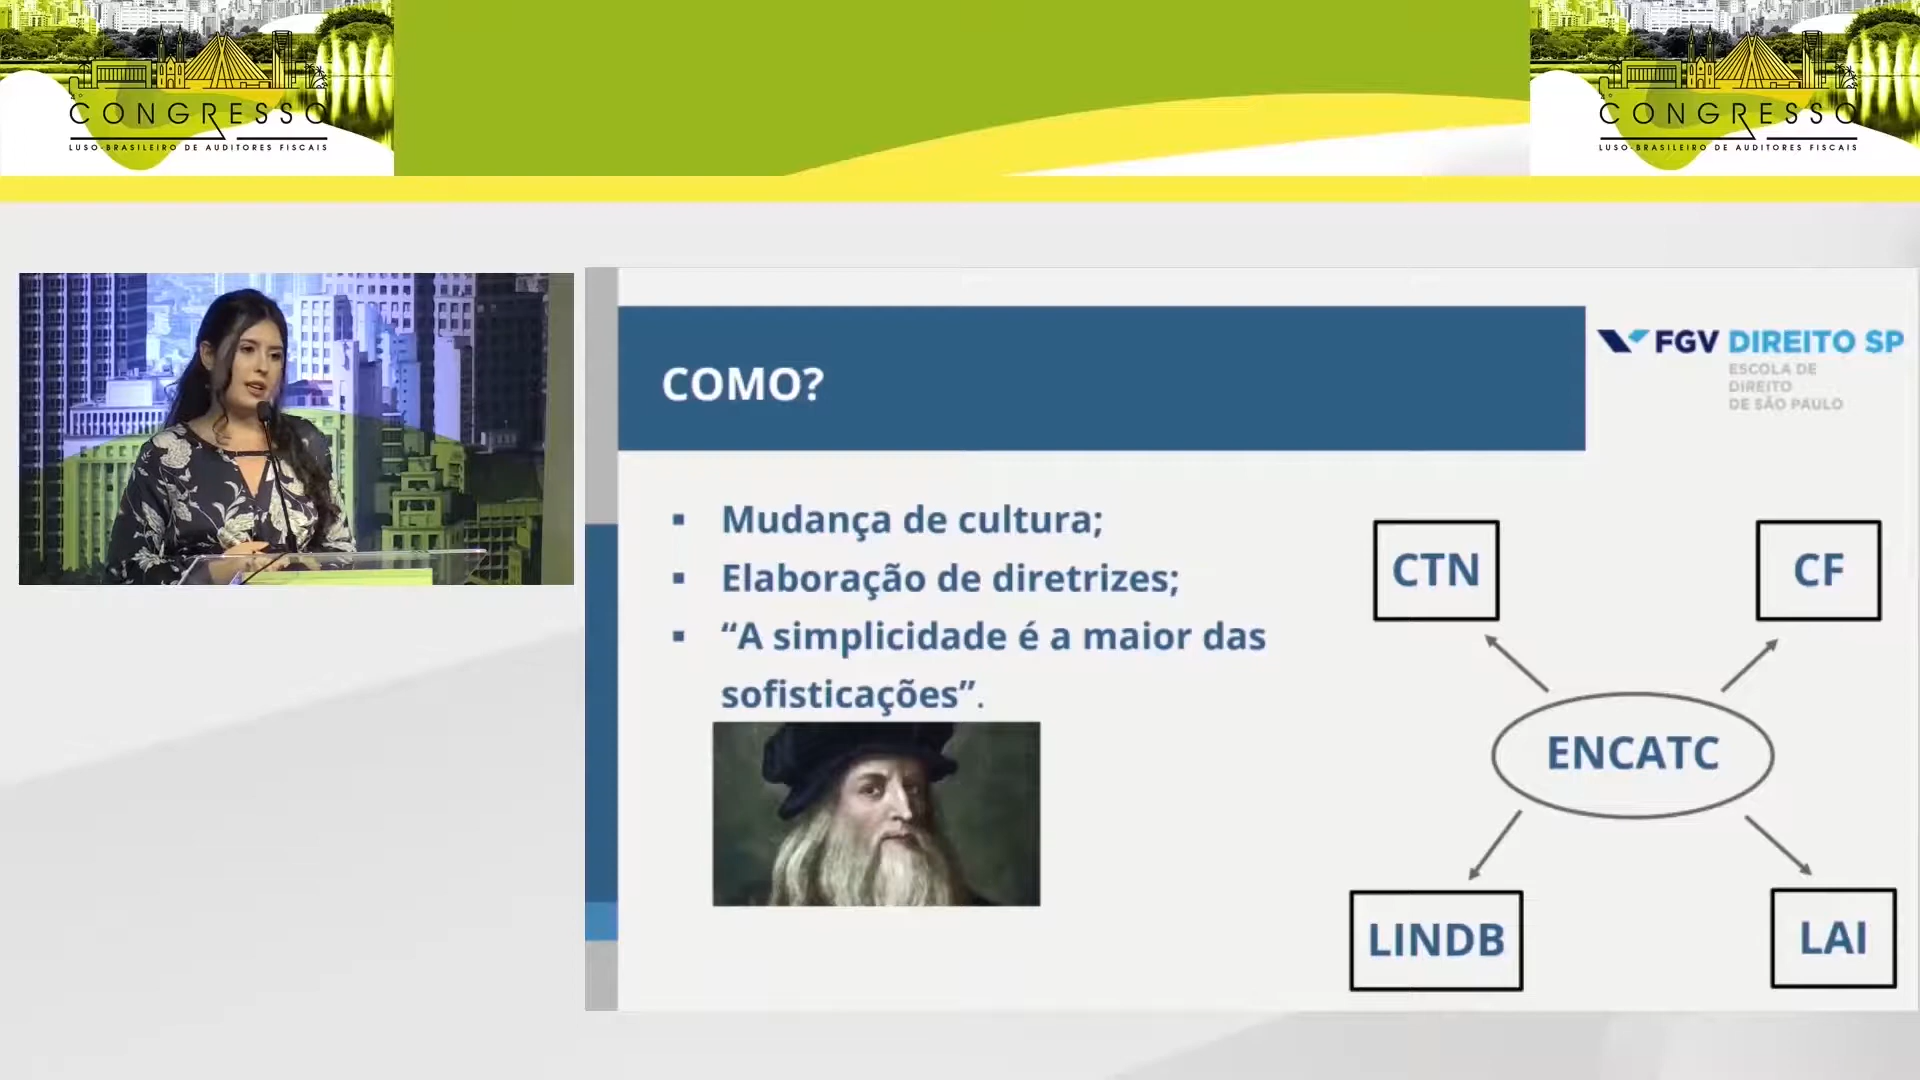 CONGRESSO
LUSO-BRASILEIRO DE AUDITORES FISCAIS
CONGRESSO
LUSO-BRASILEIRO DE AUDITORES FISCAIS
COMO?
FGV DIREITO SP
ESCOLA DE
DIREITO
DE SÃO PAULO
▪ Mudança de cultura;
▪ Elaboração de diretrizes;
▪ “A simplicidade é a maior das
sofisticações”.
CTN
CF
ENCATC
LINDB
LAI